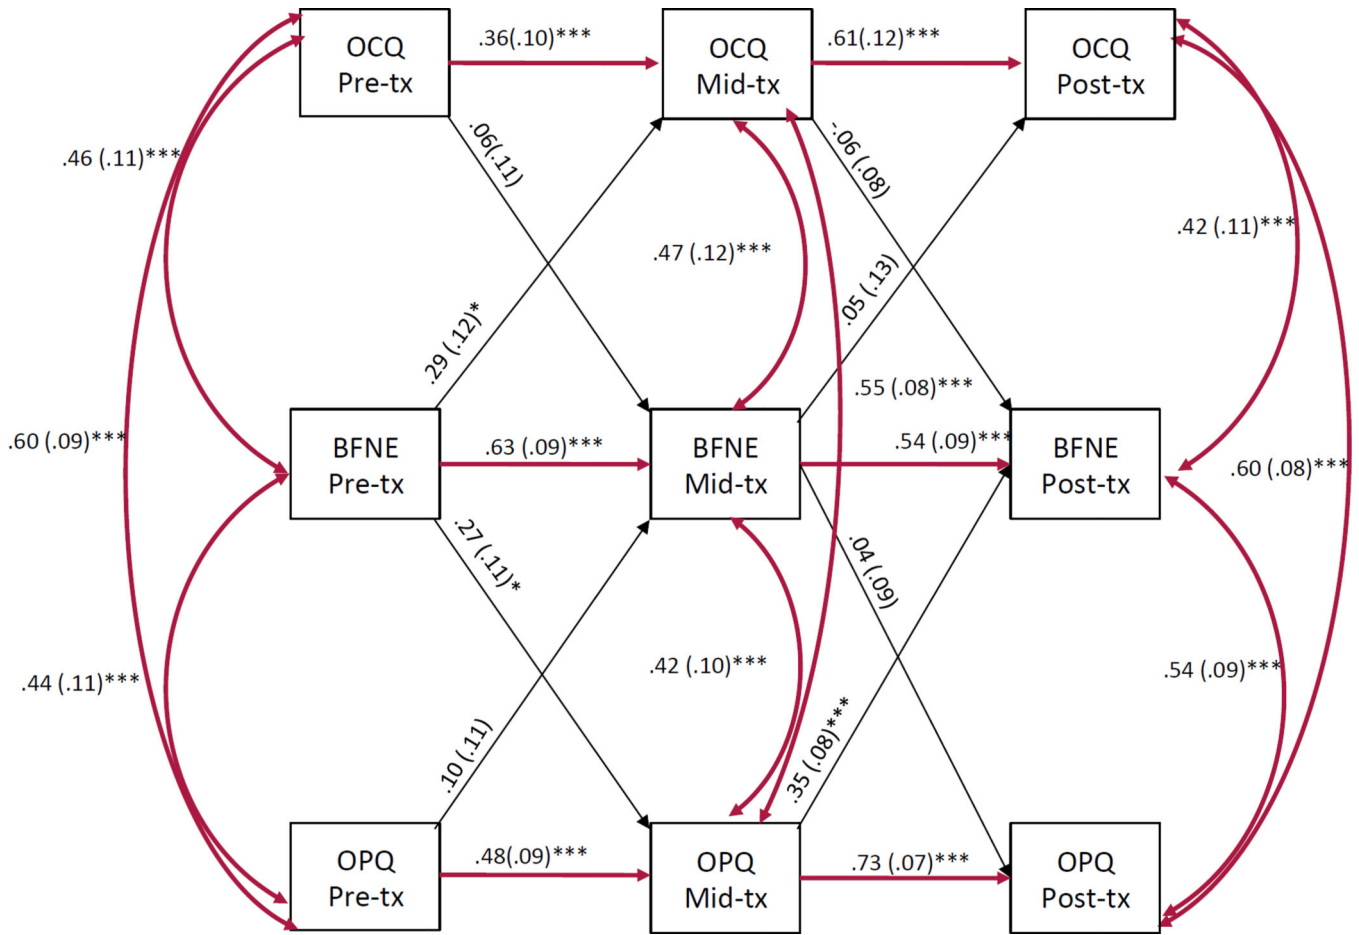 OCQ
Pre-tx
.36(.10)***
OCQ
Mid-tx
.61(.12)***
OCQ
Post-tx
.46 (.11)***
.06(.11)
-.06 (.08)
.42 (.11)***
.47 (.12)***
.29 (.12)*
.05 (.13)
.55 (.08)***
.60 (.09)***
BFNE
Pre-tx
.63 (.09)***
BFNE
Mid-tx
.54 (.09)***
BFNE
Post-tx
.60 (.08)***
.27 (.11)*
.04 (.09)
.44 (.11)***
.42 (.10)***
.54 (.09)***
.10 (.11)
.35 (.08)***
OPQ
Pre-tx
.48(.09)***
OPQ
Mid-tx
.73 (.07)***
OPQ
Post-tx